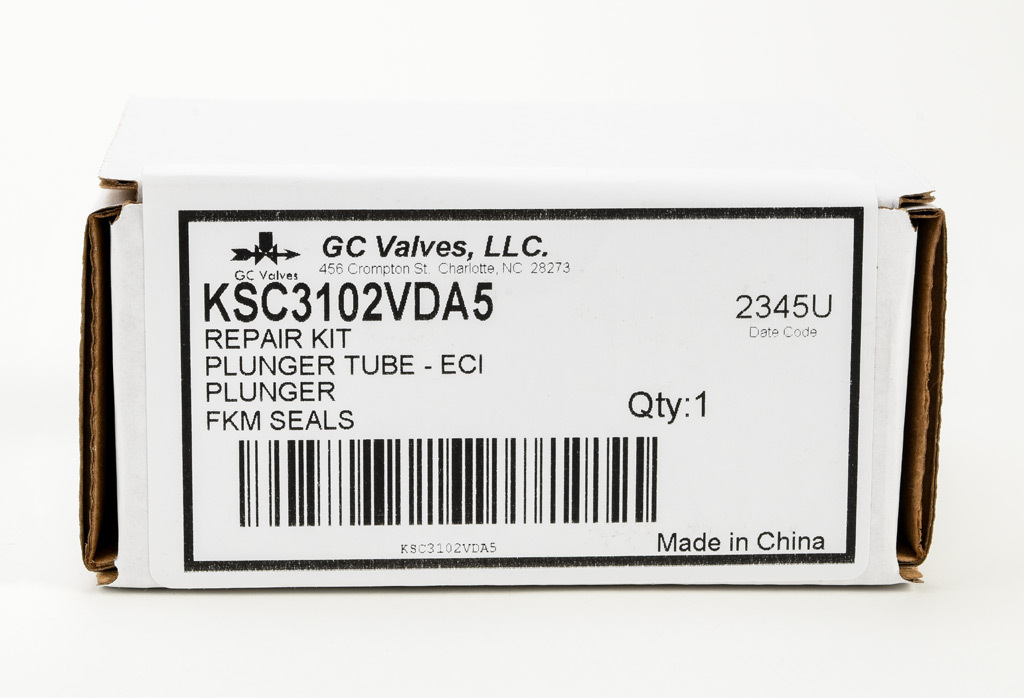 GC Valves, LLC.
456 Crompton St. Charlotte, NC 28273
GC Valves
KSC3102VDA5
2345U
Date Code
REPAIR KIT
PLUNGER TUBE - ECI
PLUNGER
FKM SEALS
Qty:1
KSC3102VDA5
Made in China